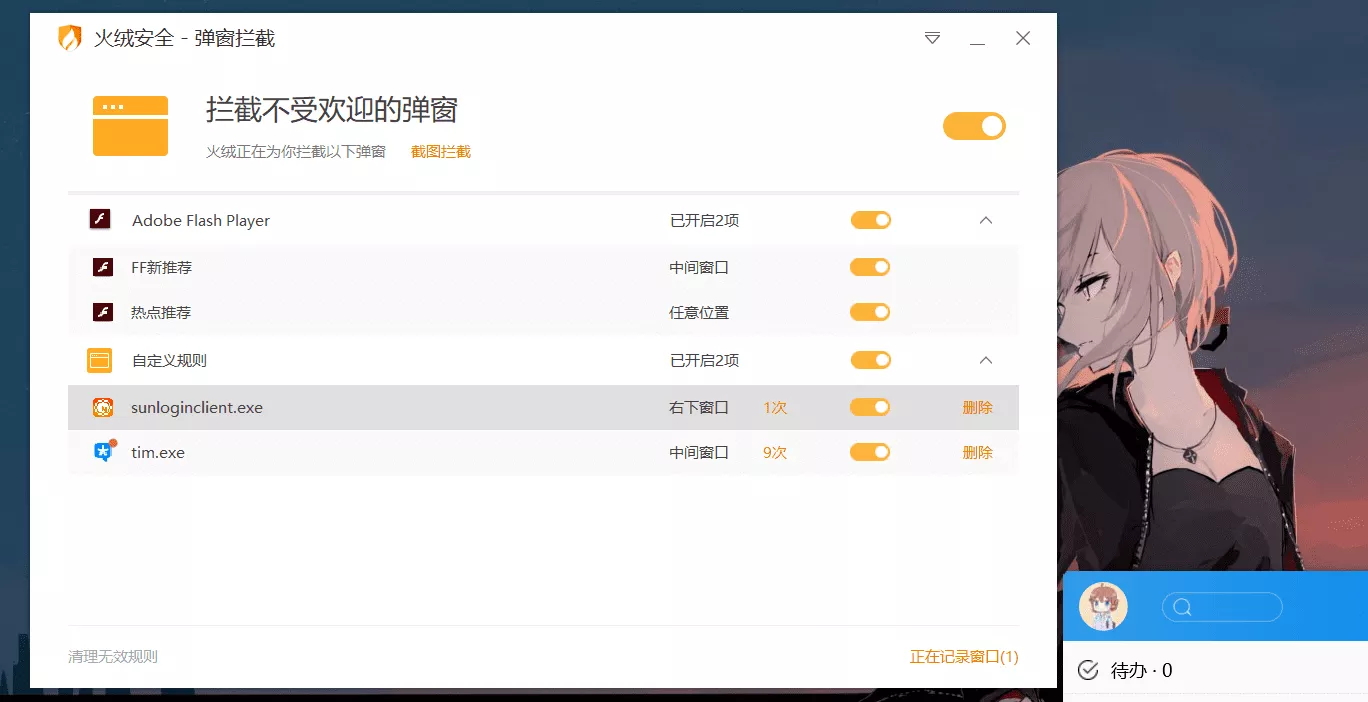 火绒安全 - 弹窗拦截
拦截不受欢迎的弹窗
火绒正在为你拦截以下弹窗 截图拦截
Adobe Flash Player 已开启2项
FF新推荐 中间窗口
热点推荐 任意位置
自定义规则 已开启2项
sunloginclient.exe 右下窗口 1次 删除
tim.exe 中间窗口 9次 删除
清理无效规则 正在记录窗口(1)
待办 · 0